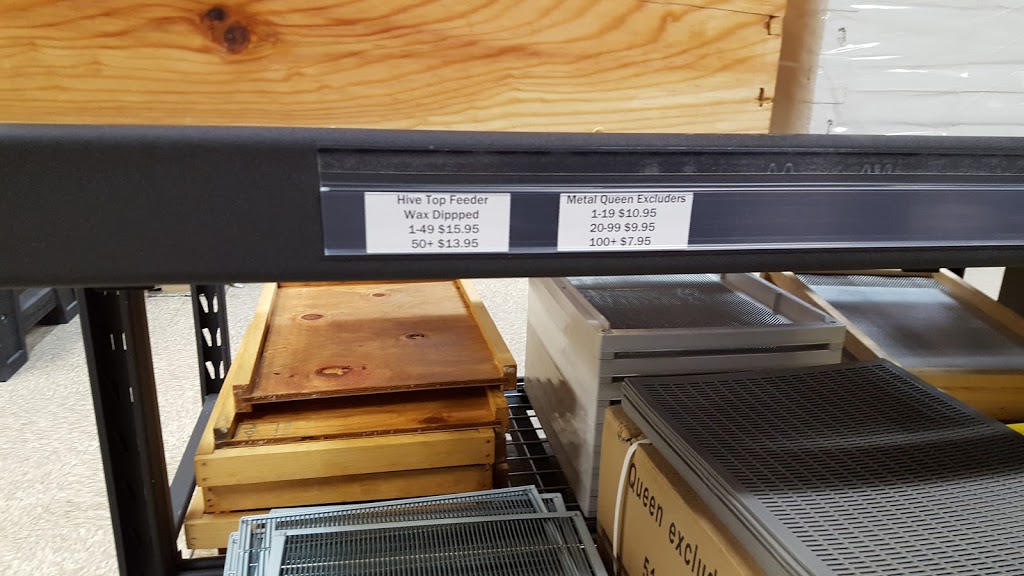 Hive Top Feeder
Wax Dippped
1-49 $15.95
50+ $13.95
Metal Queen Excluders
1-19 $10.95
20-99 $9.95
100+ $7.95
Queen exclud